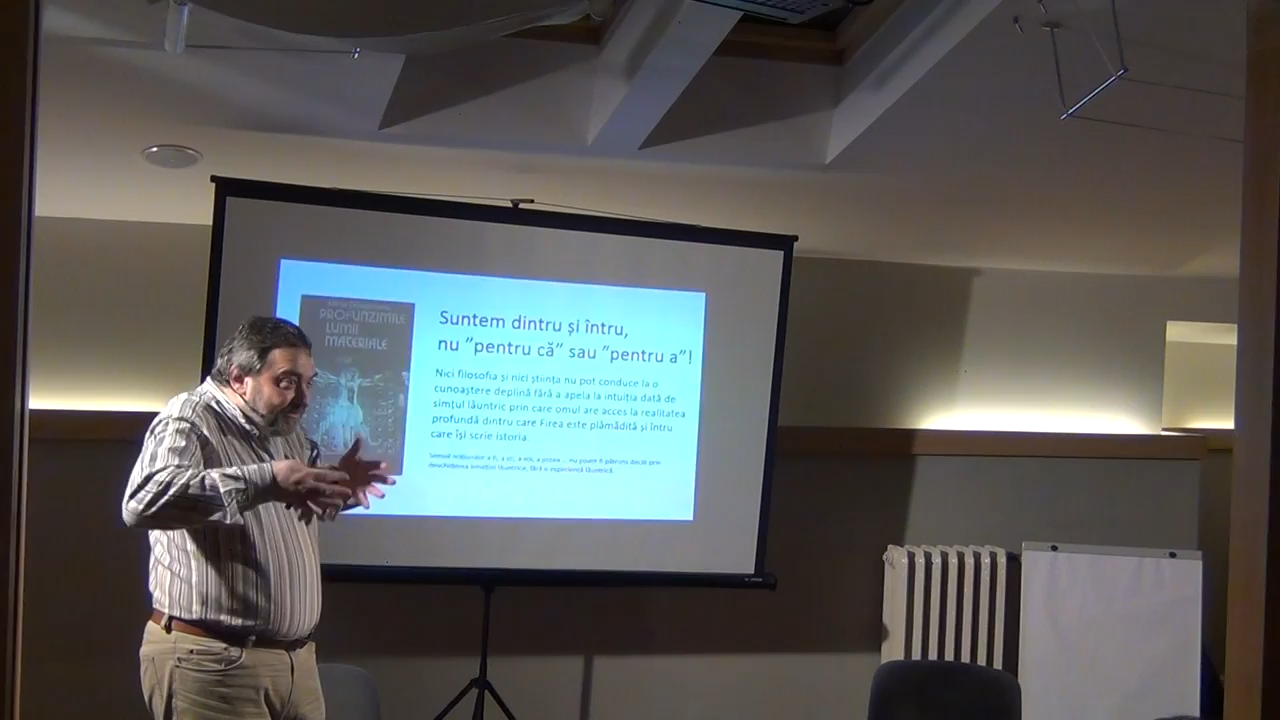 PROFUNZIMILE
LUMII
MATERIALE
Suntem dintru și întru,
nu "pentru că" sau "pentru a"!
Nici filosofia și nici știința nu pot conduce la o
cunoaștere deplină fără a apela la intuiția dată de
simțul lăuntric prin care omul are acces la realitatea
profundă dintru care Firea este plămădită și întru
care își scrie istoria.